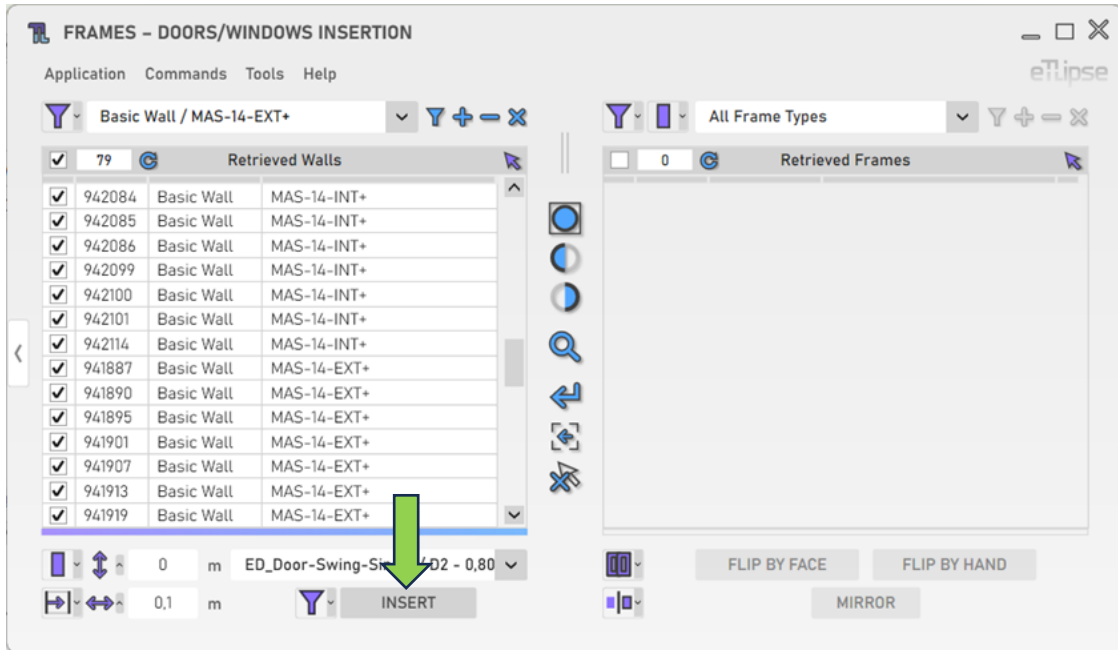 FRAMES – DOORS/WINDOWS INSERTION
Application Commands Tools Help
eTLipse
Basic Wall / MAS-14-EXT+
All Frame Types
79 Retrieved Walls
0 Retrieved Frames
942084 Basic Wall MAS-14-INT+
942085 Basic Wall MAS-14-INT+
942086 Basic Wall MAS-14-INT+
942099 Basic Wall MAS-14-INT+
942100 Basic Wall MAS-14-INT+
942101 Basic Wall MAS-14-INT+
942114 Basic Wall MAS-14-INT+
941887 Basic Wall MAS-14-EXT+
941890 Basic Wall MAS-14-EXT+
941895 Basic Wall MAS-14-EXT+
941901 Basic Wall MAS-14-EXT+
941907 Basic Wall MAS-14-EXT+
941913 Basic Wall MAS-14-EXT+
941919 Basic Wall MAS-14-EXT+
0 m ED_Door-Swing-Sin / D2 - 0,80
FLIP BY FACE FLIP BY HAND
0,1 m INSERT
MIRROR